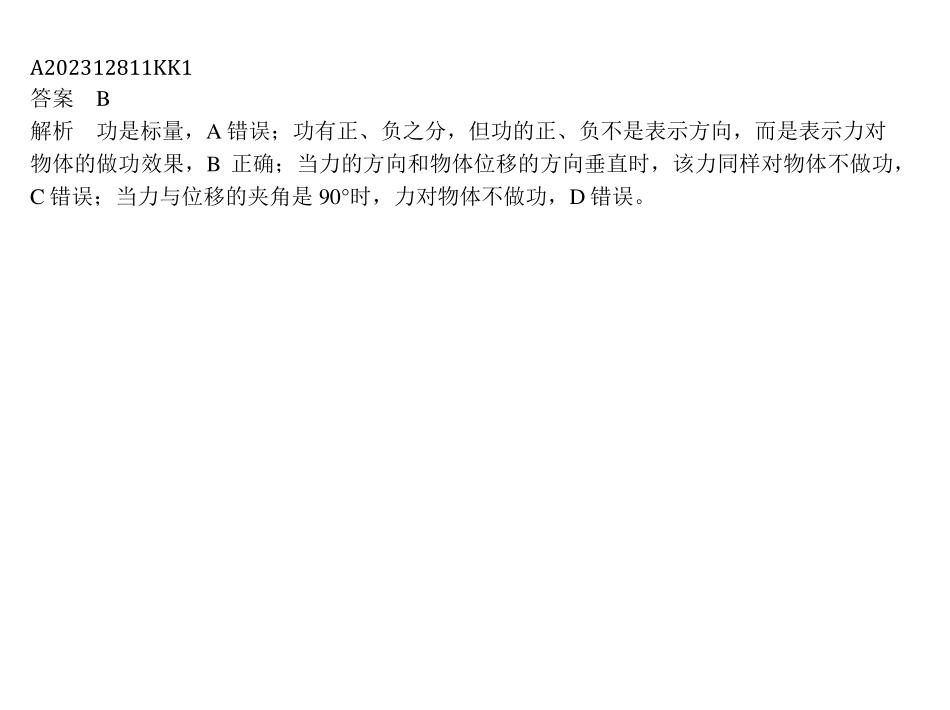 A202312811KK1
答案　B
解析　功是标量，A 错误；功有正、负之分，但功的正、负不是表示方向，而是表示力对
物体的做功效果，B 正确；当力的方向和物体位移的方向垂直时，该力同样对物体不做功，
C 错误；当力与位移的夹角是 90°时，力对物体不做功，D 错误。